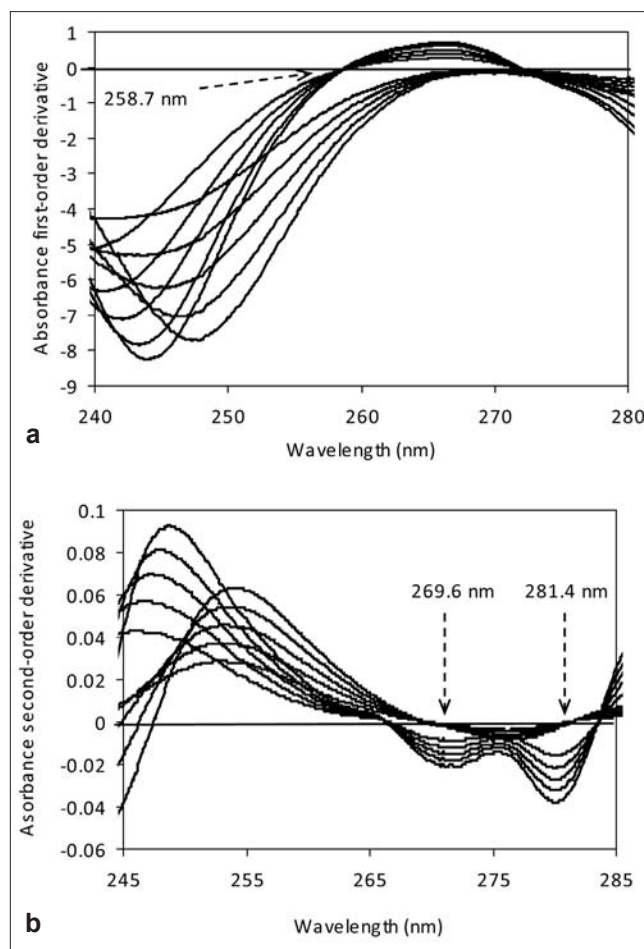 1
0
-1
-2
-3
-4
-5
-6
-7
-8
-9
Absorbance first-order derivative
258.7 nm
240 250 260 270 280
Wavelength (nm)
a
0.1
0.08
0.06
0.04
0.02
0
-0.02
-0.04
-0.06
Asorbance second-order derivative
269.6 nm 281.4 nm
245 255 265 275 285
Wavelength (nm)
b